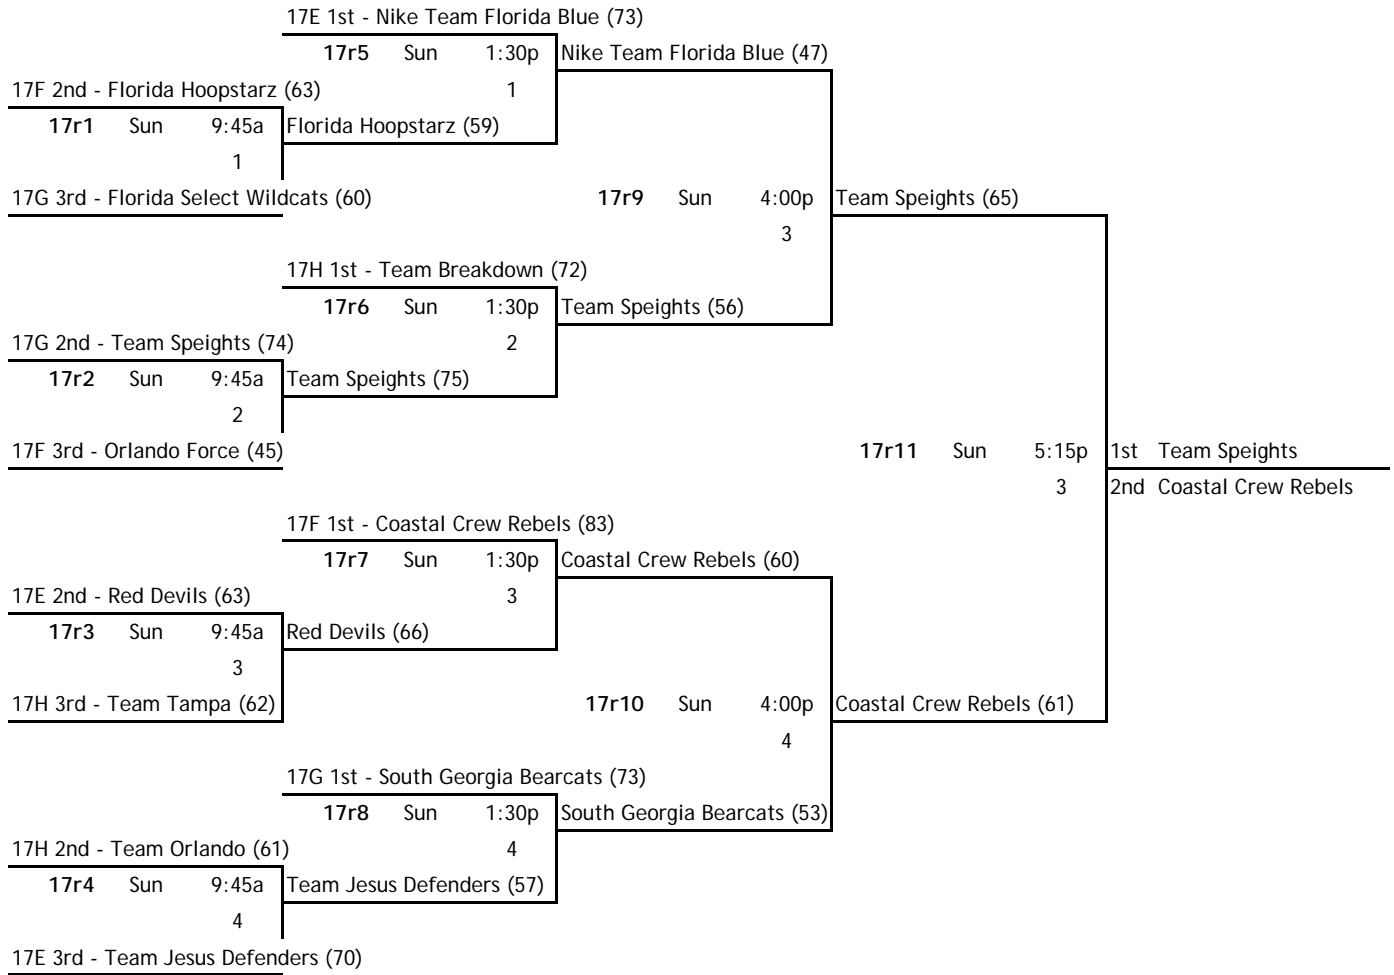 17E 1st - Nike Team Florida Blue (73)
17r5 Sun 1:30p Nike Team Florida Blue (47)
17F 2nd - Florida Hoopstarz (63) 1
17r1 Sun 9:45a Florida Hoopstarz (59)
1
17G 3rd - Florida Select Wildcats (60) 17r9 Sun 4:00p Team Speights (65)
3
17H 1st - Team Breakdown (72)
17r6 Sun 1:30p Team Speights (56)
17G 2nd - Team Speights (74) 2
17r2 Sun 9:45a Team Speights (75)
2
17F 3rd - Orlando Force (45) 17r11 Sun 5:15p 1st Team Speights
3 2nd Coastal Crew Rebels
17F 1st - Coastal Crew Rebels (83)
17r7 Sun 1:30p Coastal Crew Rebels (60)
17E 2nd - Red Devils (63) 3
17r3 Sun 9:45a Red Devils (66)
3
17H 3rd - Team Tampa (62) 17r10 Sun 4:00p Coastal Crew Rebels (61)
4
17G 1st - South Georgia Bearcats (73)
17r8 Sun 1:30p South Georgia Bearcats (53)
17H 2nd - Team Orlando (61) 4
17r4 Sun 9:45a Team Jesus Defenders (57)
4
17E 3rd - Team Jesus Defenders (70)